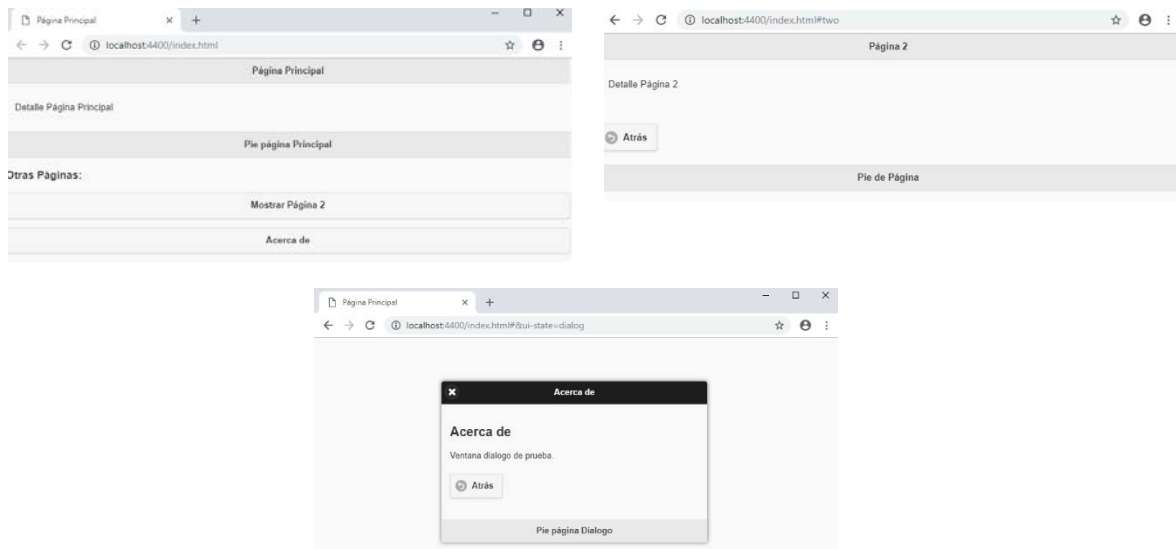 Página Principal
localhost:4400/index.html
Página Principal
Detalle Página Principal
Pie página Principal
Otras Páginas:
Mostrar Página 2
Acerca de
localhost:4400/index.html#two
Página 2
Detalle Página 2
Atrás
Pie de Página
Página Principal
localhost:4400/index.html#&ui-state=dialog
Acerca de
Acerca de
Ventana dialogo de prueba.
Atrás
Pie página Dialogo